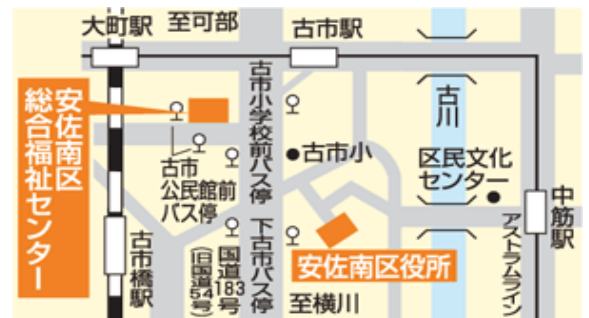 大町駅
至可部
古市駅
安佐南区
総合福祉センター
古市
公民館前
バス停
古市小学校前バス停
古市小
古川
区民文化
センター
中筋駅
アストラムライン
古市橋駅
国道183号
(旧国道54号)
下古市バス停
安佐南区役所
至横川